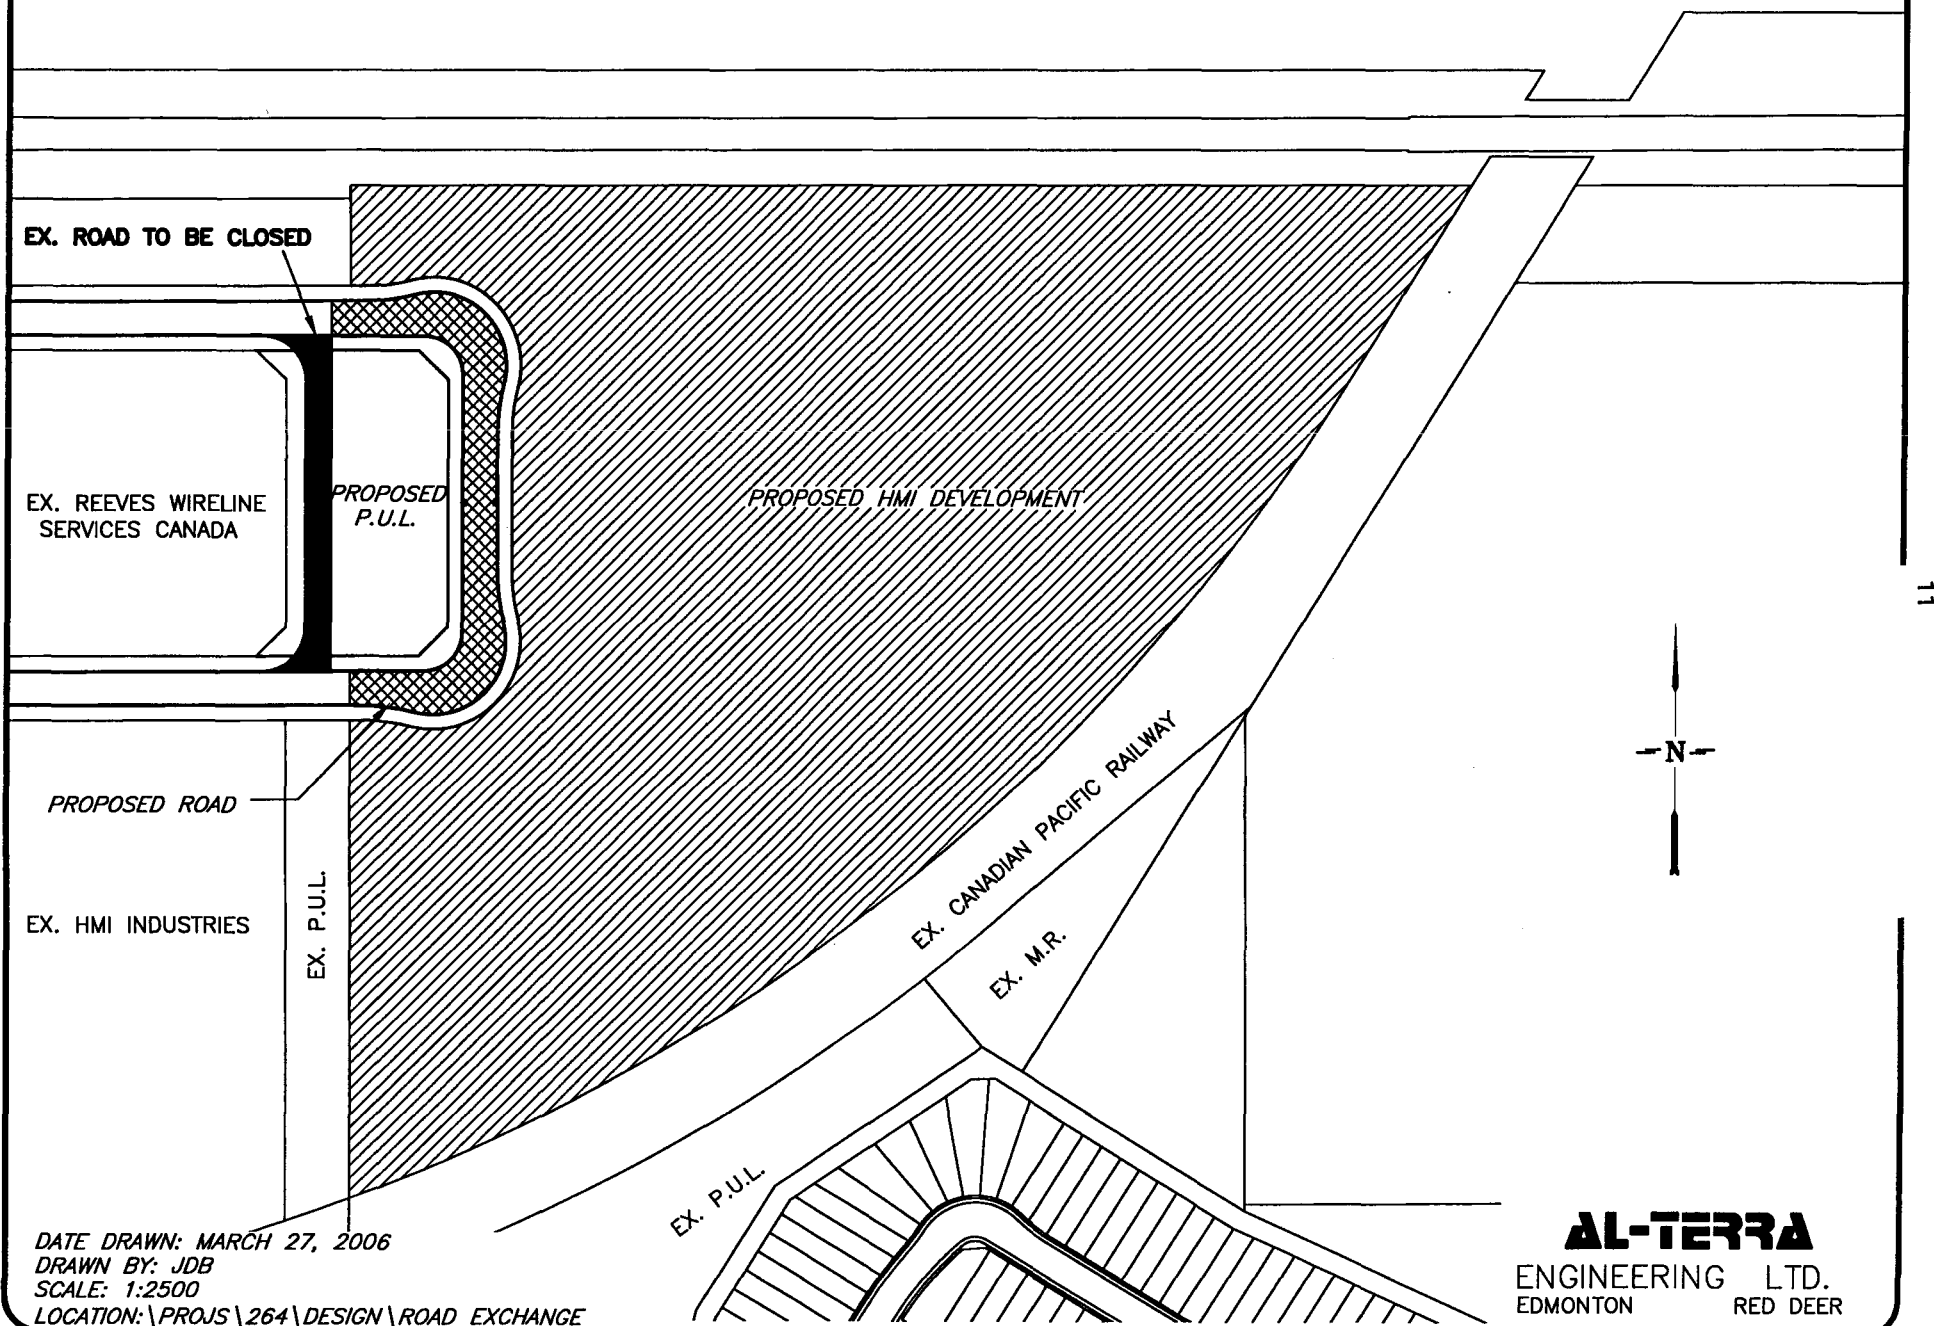 EX. ROAD TO BE CLOSED
EX. REEVES WIRELINE
SERVICES CANADA
PROPOSED
P.U.L.
PROPOSED HMI DEVELOPMENT
11
N
EX. CANADIAN PACIFIC RAILWAY
PROPOSED ROAD
EX. P.U.L.
EX. HMI INDUSTRIES
EX. M.R.
EX. P.U.L.
DATE DRAWN: MARCH 27, 2006
DRAWN BY: JDB
SCALE: 1:2500
LOCATION:\PROJS\264\DESIGN\ROAD EXCHANGE
AL-TERRA
ENGINEERING LTD.
EDMONTON RED DEER